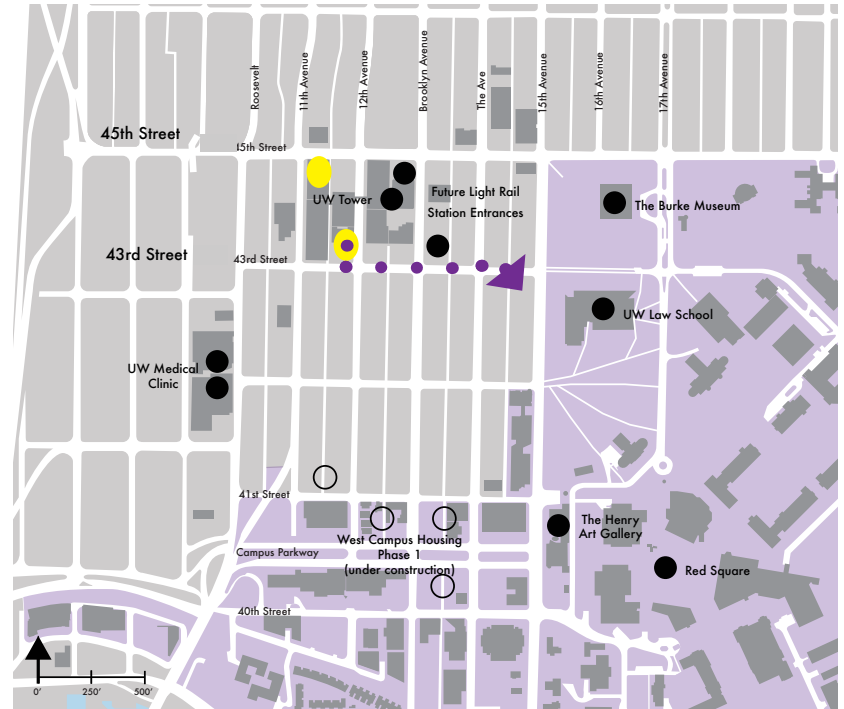 Roosevelt
11th Avenue
12th Avenue
Brooklyn Avenue
The Ave
15th Avenue
16th Avenue
17th Avenue
45th Street
15th Street
UW Tower
Future Light Rail
Station Entrances
The Burke Museum
43rd Street
43rd Street
UW Law School
UW Medical
Clinic
41st Street
The Henry
Art Gallery
West Campus Housing
Phase 1
(under construction)
Campus Parkway
Red Square
40th Street
0'
250'
500'